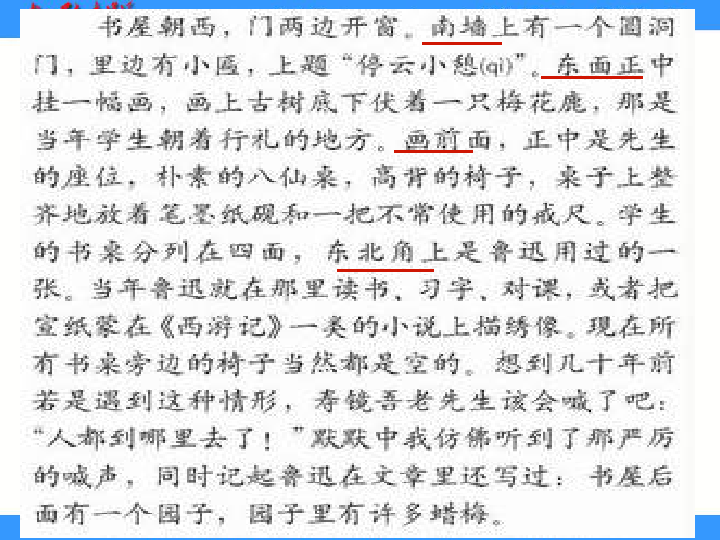 书屋朝西，门两边开窗。南墙上有一个圆洞
门，里边有小匾，上题“停云小憩(qì)”。东面正中
挂一幅画，画上古树底下伏着一只梅花鹿，那是
当年学生朝着行礼的地方。画前面，正中是先生
的座位，朴素的八仙桌，高背的椅子，桌子上整
齐地放着笔墨纸砚和一把不常使用的戒尺。学生
的书桌分列在四面，东北角上是鲁迅用过的一
张。当年鲁迅就在那里读书、习字、对课，或者把
宣纸蒙在《西游记》一类的小说上描绣像。现在所
有书桌旁边的椅子当然都是空的。想到几十年前
若是遇到这种情形，寿镜吾老先生该会喊了吧：
“人都到哪里去了！”默默中我仿佛听到了那严厉
的喊声，同时记起鲁迅在文章里还写过：书屋后
面有一个园子，园子里有许多蜡梅。